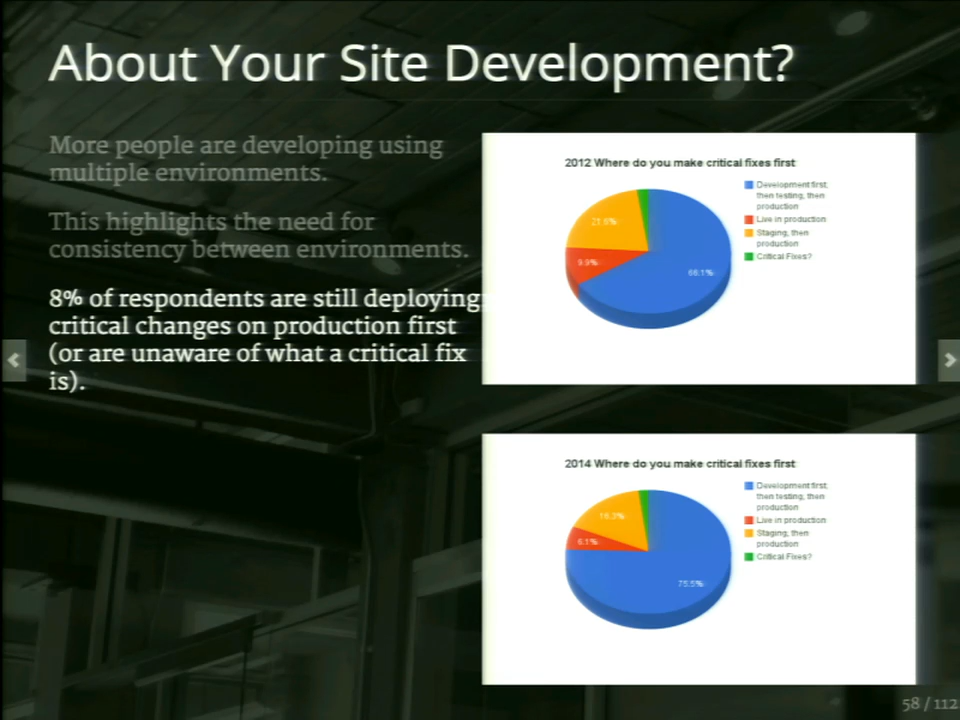 About Your Site Development?
More people are developing using
multiple environments.
This highlights the need for
consistency between environments.
8% of respondents are still deploying
critical changes on production first
(or are unaware of what a critical fix
is).
2012 Where do you make critical fixes first
Development first,
then testing, then
production
Live in production
Staging, then
production
Critical Fixes?
21.8%
9.9%
66.1%
2014 Where do you make critical fixes first
Development first,
then testing, then
production
Live in production
Staging, then
production
Critical Fixes?
16.3%
6.1%
75.5%
58 / 112